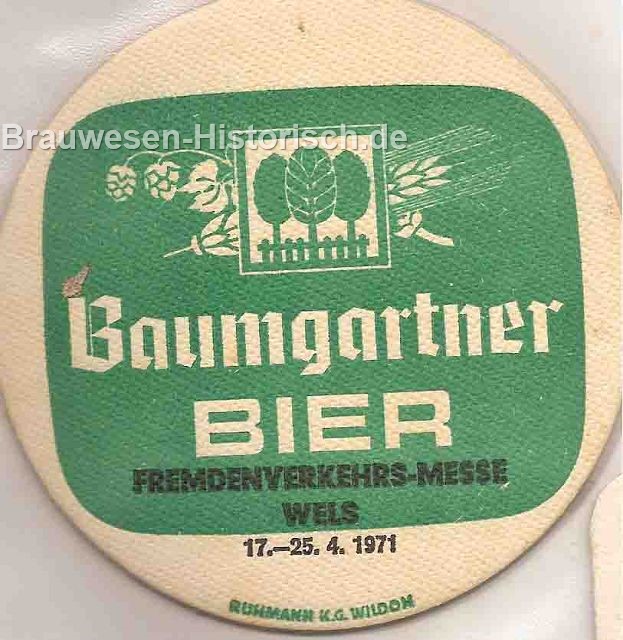 Brauwesen-Historisch.de
Baumgartner
BIER
FREMDENVERKEHRS-MESSE
WELS
17.–25. 4. 1971
RUHMANN K.G. WILDON